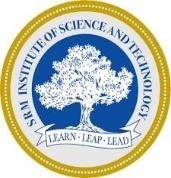 SRM INSTITUTE OF SCIENCE AND TECHNOLOGY
LEARN · LEAP · LEAD